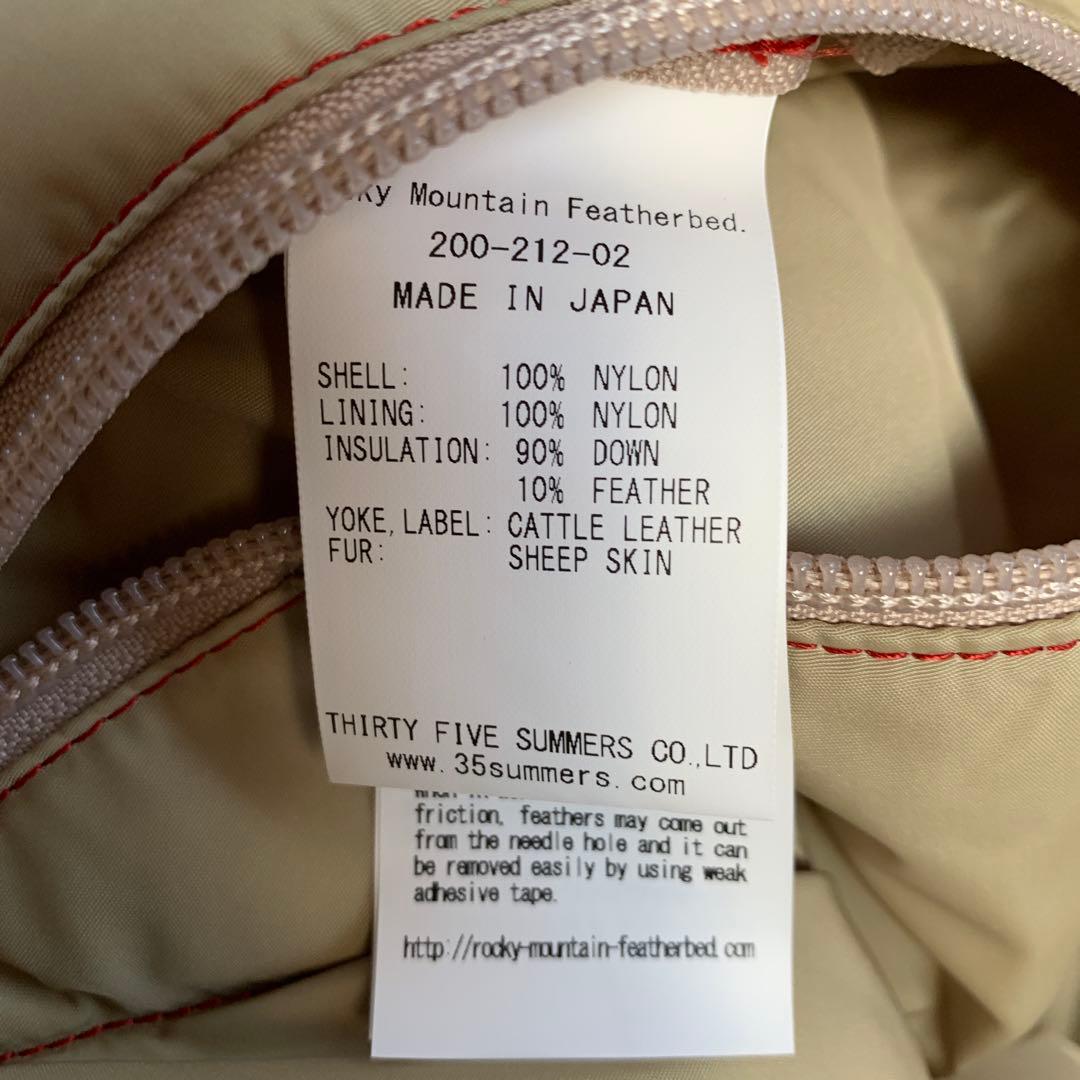 Mountain Featherbed.
200-212-02
MADE IN JAPAN
SHELL: 100% NYLON
LINING: 100% NYLON
INSULATION: 90% DOWN
10% FEATHER
YOKE, LABEL: CATTLE LEATHER
FUR: SHEEP SKIN
THIRTY FIVE SUMMERS CO.,LTD
www.35summers.com
friction, feathers may come out
from the needle hole and it can
be removed easily by using weak
adhesive tape.
http://rocky-mountain-featherbed.com